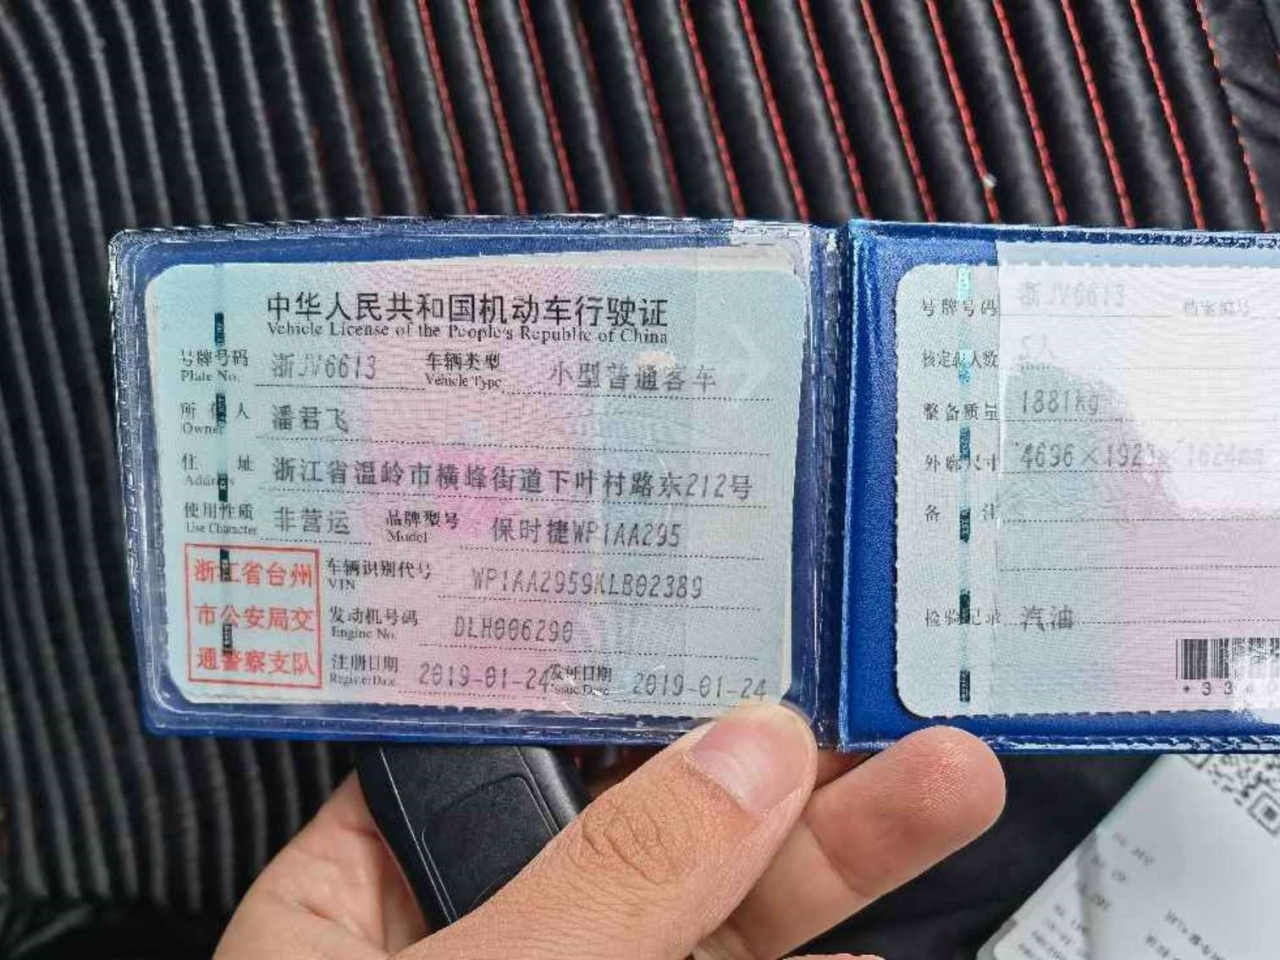 中华人民共和国机动车行驶证
Vehicle License of the People's Republic of China
号牌号码 浙JV6613 车辆类型 小型普通客车
Plate No. Vehicle Type
所有人 潘君飞
Owner
住址 浙江省温岭市横峰街道下叶村路东212号
Address
使用性质 非营运 品牌型号 保时捷WP1AA295
Use Character Model
浙江省台州
市公安局交
通警察支队
车辆识别代号 WP1AA2959KLB02389
VIN
发动机号码 DLH006290
Engine No.
注册日期 2019-01-24 发证日期 2019-01-24
Register Date Issue Date
号牌号码 浙JV6613 档案编号
核定载人数 5人
整备质量 1881kg
外廓尺寸 4696×1923×1624mm
备注
检验记录 汽油